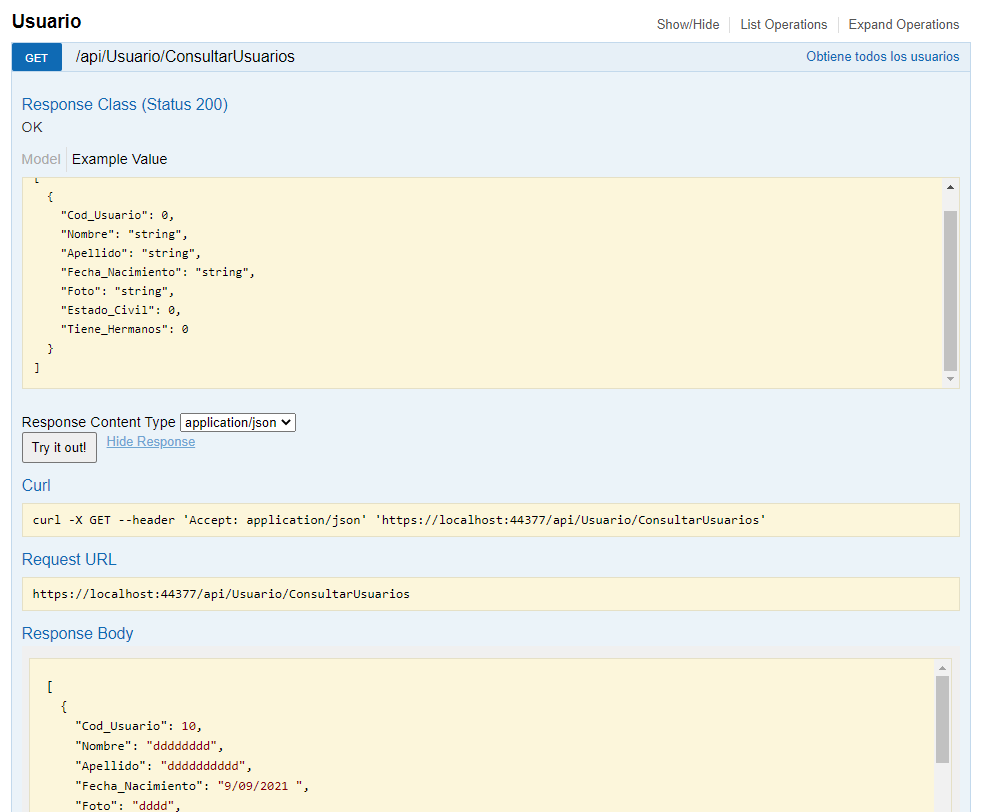 Usuario
Show/Hide List Operations Expand Operations
GET /api/Usuario/ConsultarUsuarios Obtiene todos los usuarios
Response Class (Status 200)
OK
Model Example Value
[
{
"Cod_Usuario": 0,
"Nombre": "string",
"Apellido": "string",
"Fecha_Nacimiento": "string",
"Foto": "string",
"Estado_Civil": 0,
"Tiene_Hermanos": 0
}
]
Response Content Type application/json
Try it out! Hide Response
Curl
curl -X GET --header 'Accept: application/json' 'https://localhost:44377/api/Usuario/ConsultarUsuarios'
Request URL
https://localhost:44377/api/Usuario/ConsultarUsuarios
Response Body
[
{
"Cod_Usuario": 10,
"Nombre": "dddddddd",
"Apellido": "dddddddddd",
"Fecha_Nacimiento": "9/09/2021 ",
"Foto": "dddd",